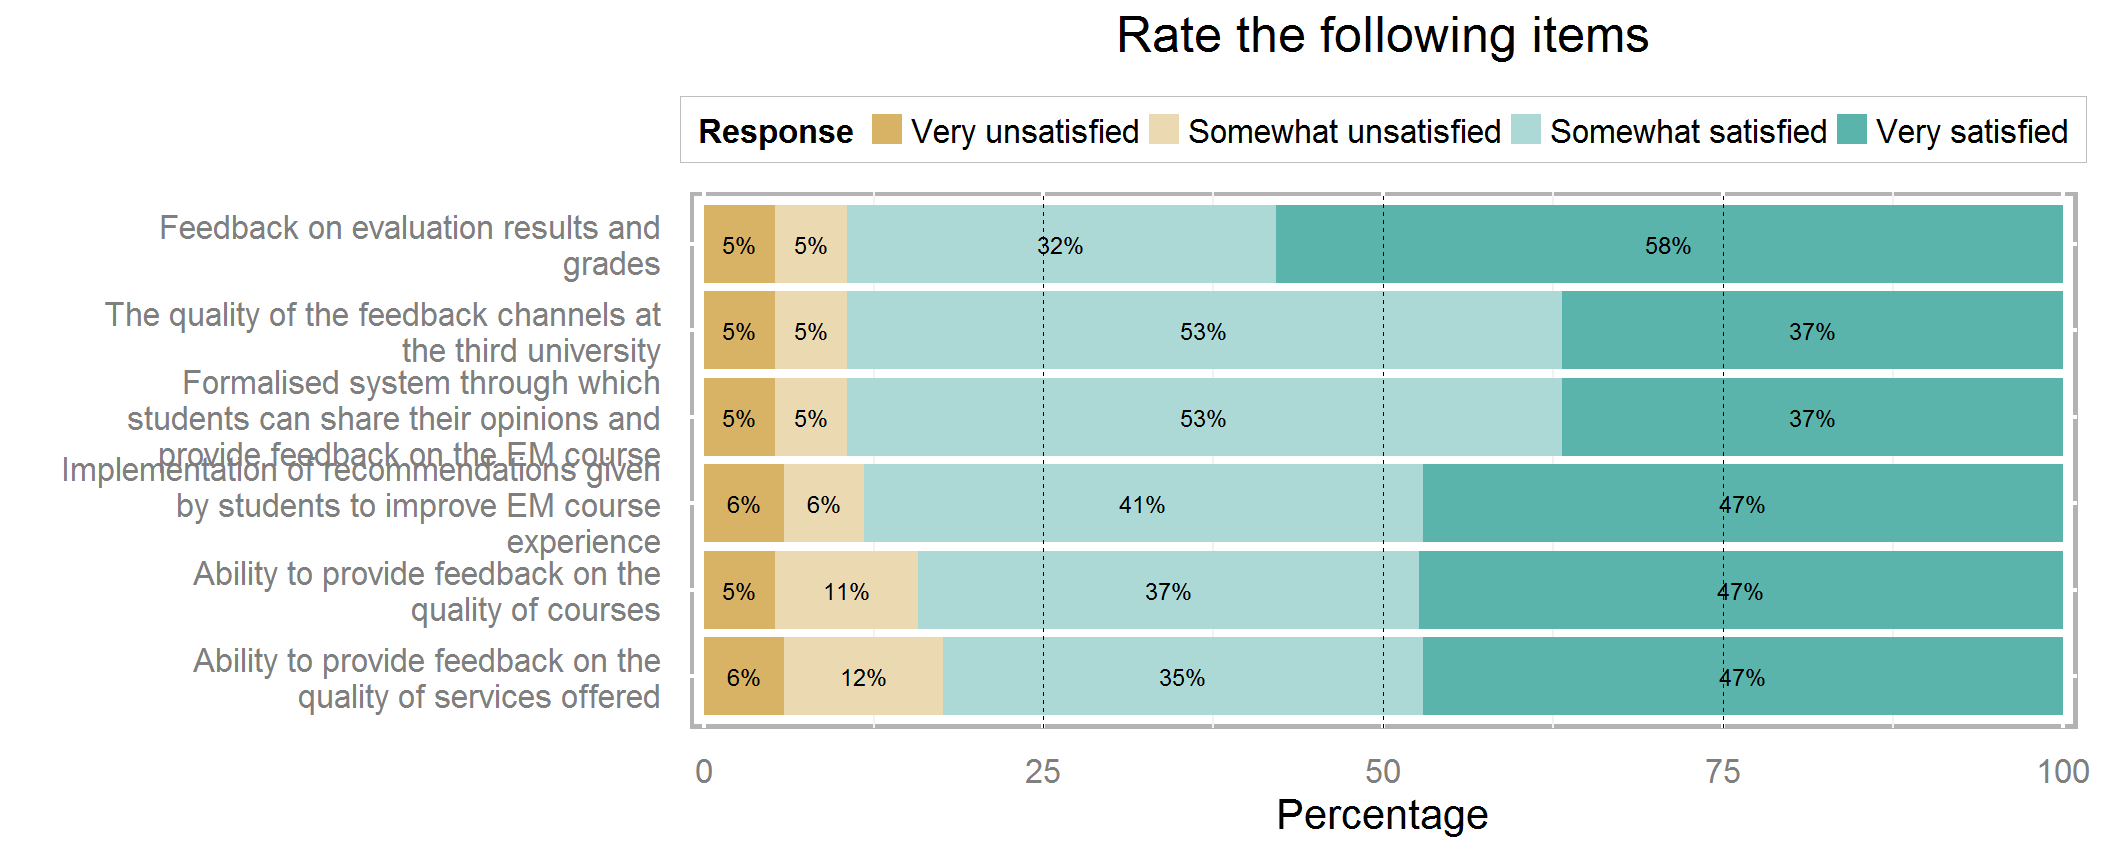 Rate the following items
Response Very unsatisfied Somewhat unsatisfied Somewhat satisfied Very satisfied
Feedback on evaluation results and
grades
5% 5% 32% 58%
The quality of the feedback channels at
the third university
5% 5% 53% 37%
Formalised system through which
students can share their opinions and
provide feedback on the EM course
5% 5% 53% 37%
Implementation of recommendations given
by students to improve EM course
experience
6% 6% 41% 47%
Ability to provide feedback on the
quality of courses
5% 11% 37% 47%
Ability to provide feedback on the
quality of services offered
6% 12% 35% 47%
0 25 50 75 100
Percentage